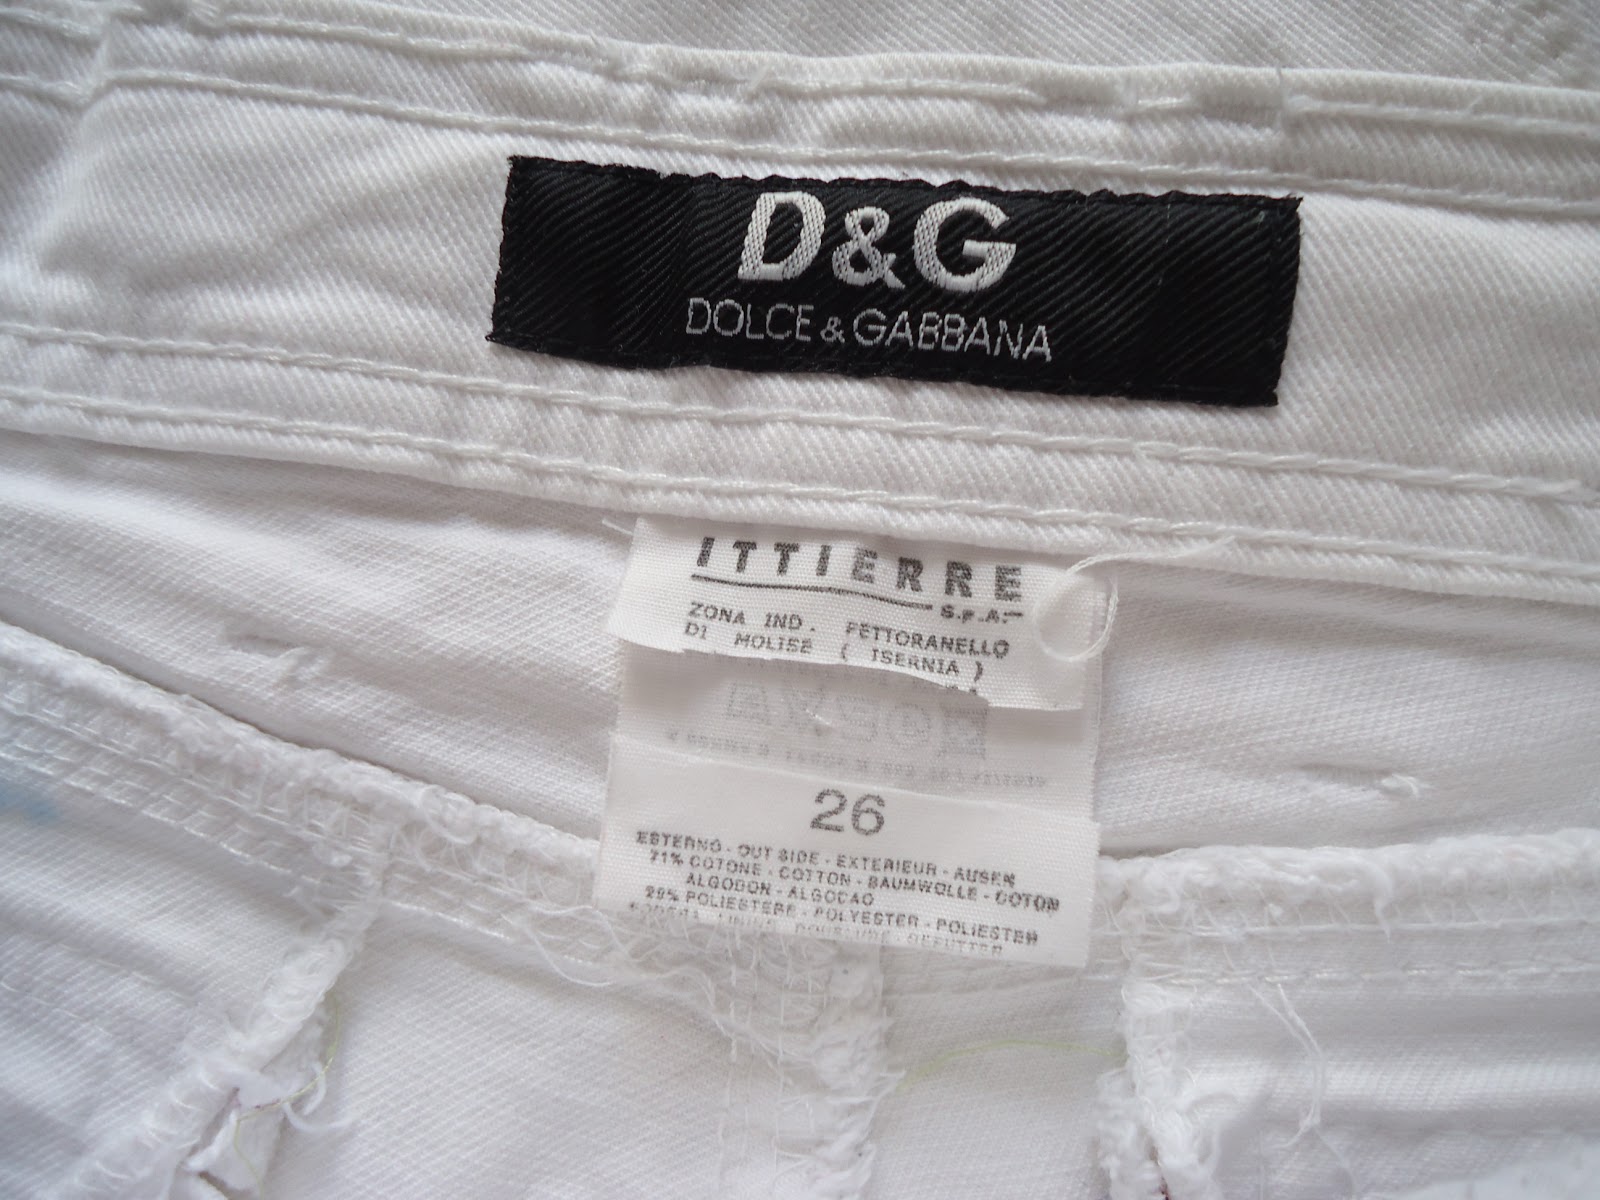 D&G
DOLCE & GABBANA
ITTIERRE
S.p.A.
ZONA IND. PETTORANELLO
DI MOLISE ( ISERNIA )
26
ESTERNO - OUT SIDE - EXTERIEUR - AUSEN
71% COTONE - COTTON - BAUMWOLLE - COTON
ALGODON - ALGODAO
29% POLIESTERE - POLYESTER - POLIESTER